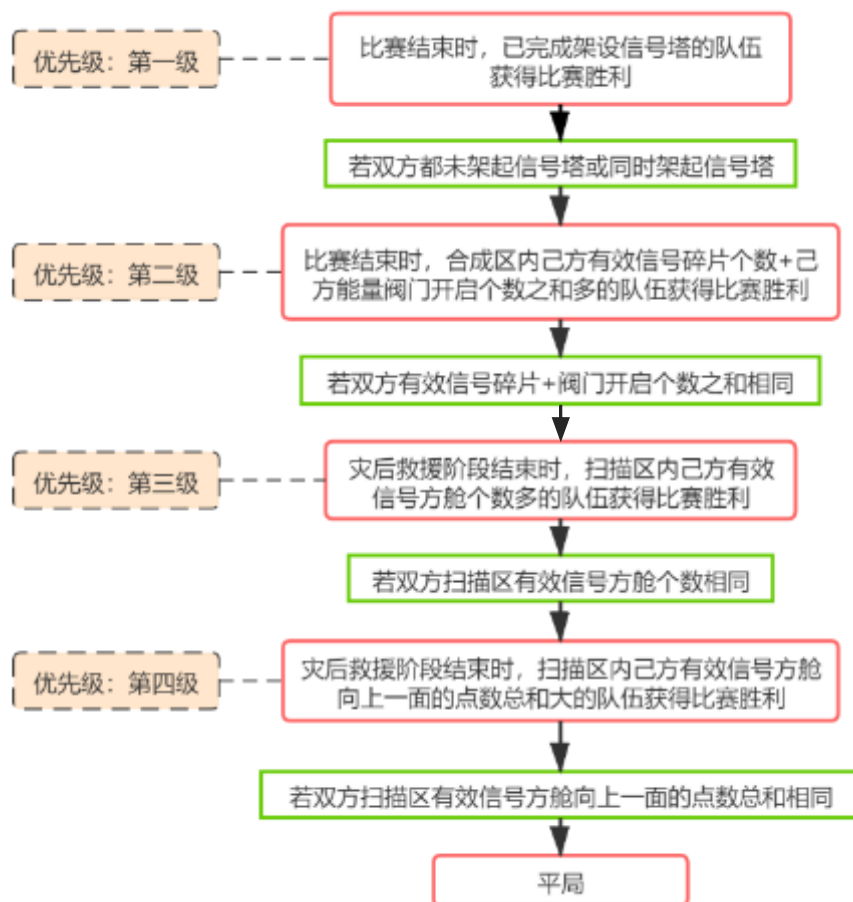 优先级：第一级
比赛结束时，已完成架设信号塔的队伍
获得比赛胜利
若双方都未架起信号塔或同时架起信号塔
优先级：第二级
比赛结束时，合成区内己方有效信号碎片个数+己
方能量阀门开启个数之和多的队伍获得比赛胜利
若双方有效信号碎片+阀门开启个数之和相同
优先级：第三级
灾后救援阶段结束时，扫描区内己方有效
信号方舱个数多的队伍获得比赛胜利
若双方扫描区有效信号方舱个数相同
优先级：第四级
灾后救援阶段结束时，扫描区内己方有效信号方舱
向上一面的点数总和大的队伍获得比赛胜利
若双方扫描区有效信号方舱向上一面的点数总和相同
平局